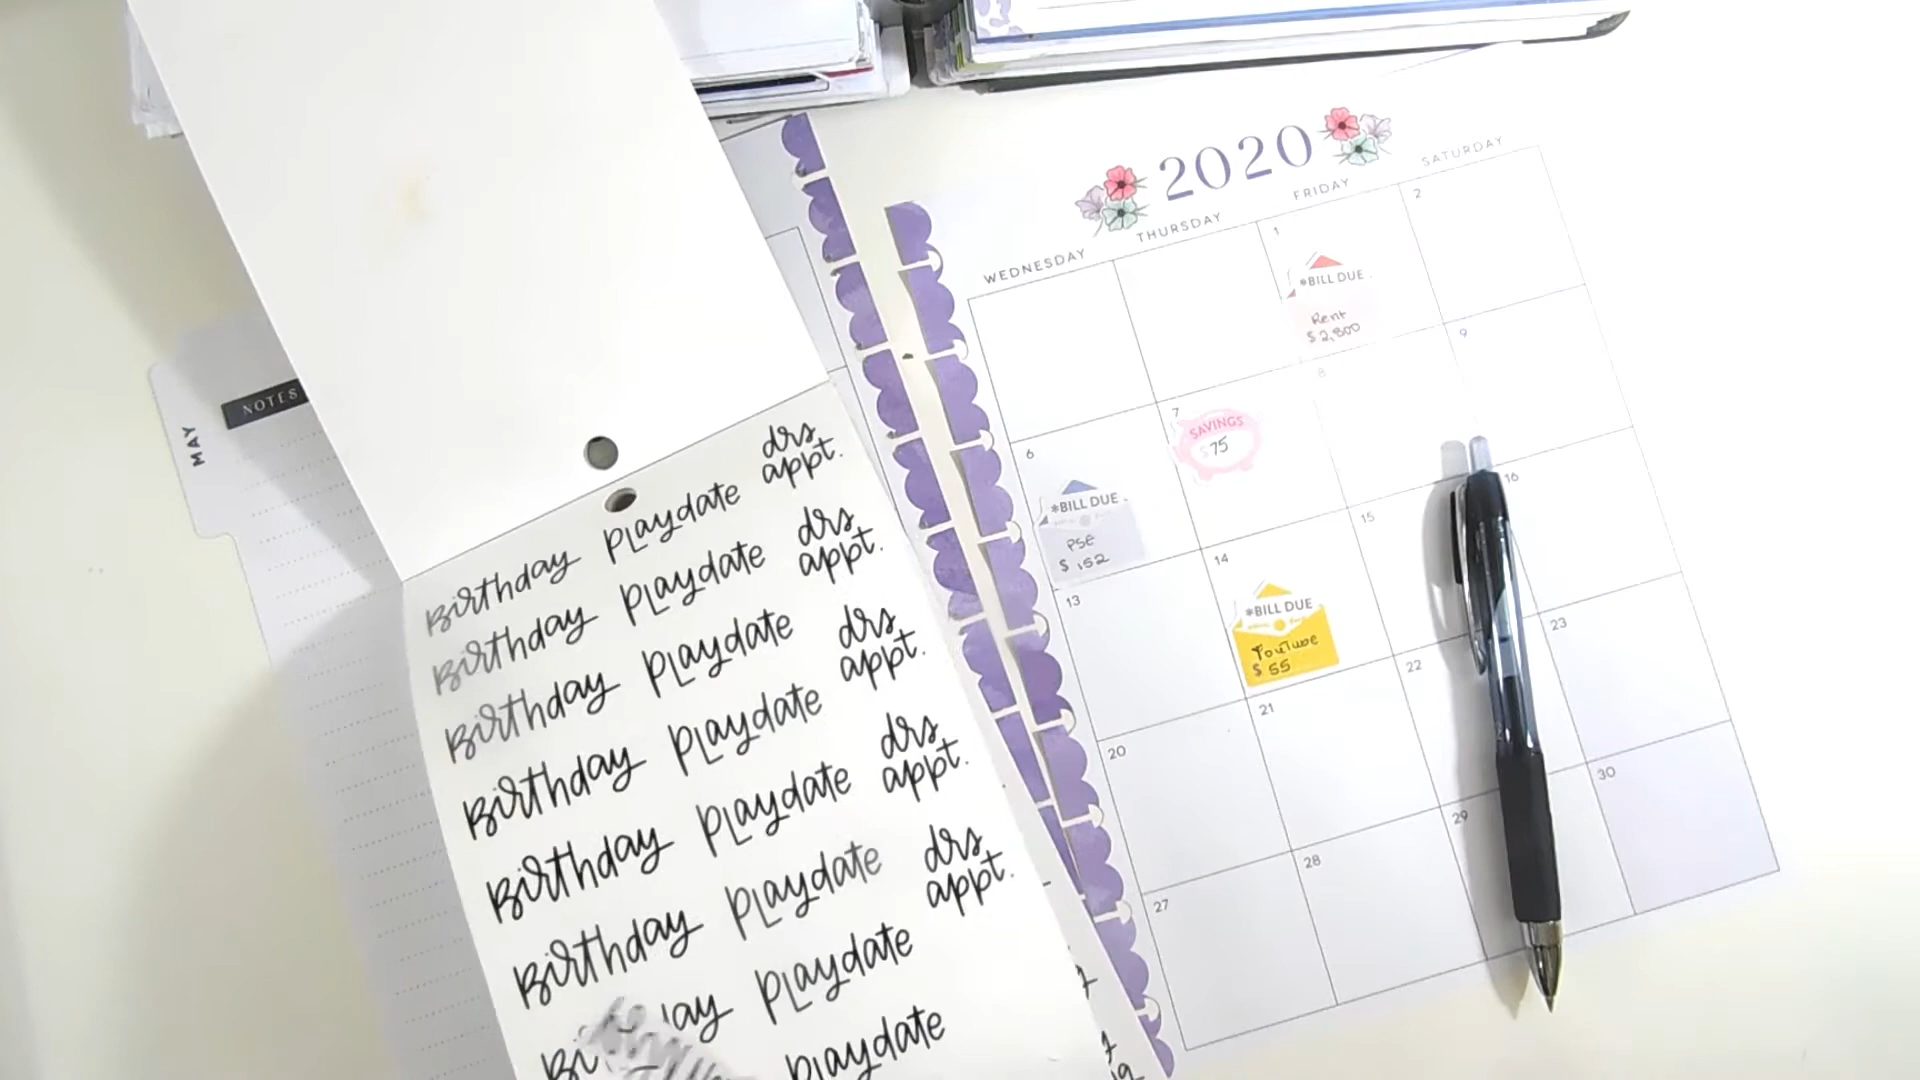 2020
WEDNESDAY
THURSDAY
FRIDAY
SATURDAY
1
*BILL DUE
Rent
$2,800
2
6
*BILL DUE
PSE
$152
7
SAVINGS
$75
8
9
13
14
*BILL DUE
YouTube
$55
15
16
20
21
22
23
27
28
29
30
MAY
NOTES
Birthday Playdate drs appt.
Birthday Playdate drs appt.
Birthday Playdate drs appt.
Birthday Playdate drs appt.
Birthday Playdate drs appt.
Birthday Playdate
Playdate
Playdate